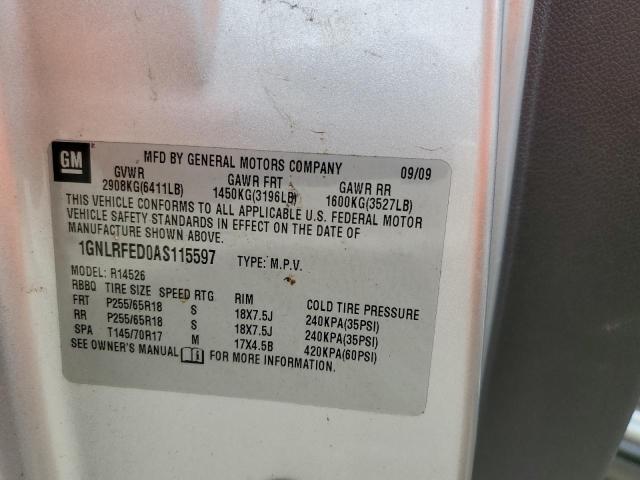 GM
MFD BY GENERAL MOTORS COMPANY 09/09
GVWR GAWR FRT GAWR RR
2908KG(6411LB) 1450KG(3196LB) 1600KG(3527LB)
THIS VEHICLE CONFORMS TO ALL APPLICABLE U.S. FEDERAL MOTOR
VEHICLE SAFETY STANDARDS IN EFFECT ON THE DATE OF
MANUFACTURE SHOWN ABOVE.
1GNLRFED0AS115597 TYPE: M.P.V.
MODEL: R14526
RBBQ TIRE SIZE SPEED RTG RIM COLD TIRE PRESSURE
FRT P255/65R18 S 18X7.5J 240KPA(35PSI)
RR P255/65R18 S 18X7.5J 240KPA(35PSI)
SPA T145/70R17 M 17X4.5B 420KPA(60PSI)
SEE OWNER'S MANUAL FOR MORE INFORMATION.